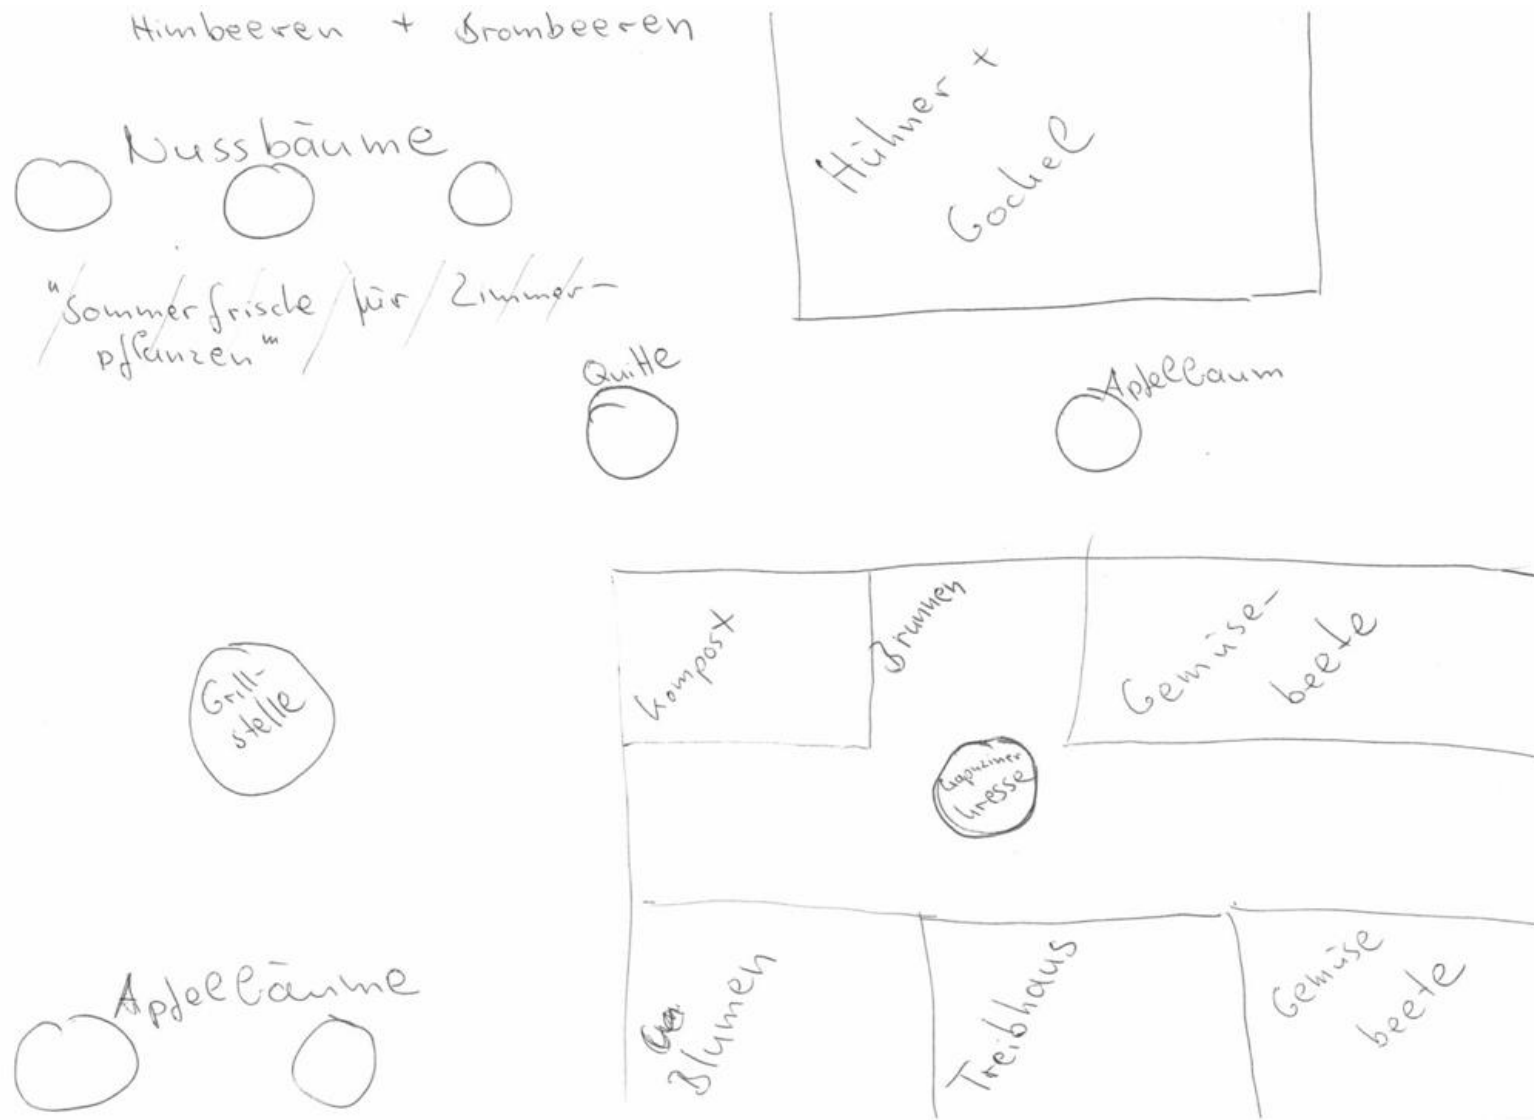 Himbeeren + Brombeeren
Hühner +
Gockel
Nussbäume
"Sommerfrische für Zimmer-
pflanzen"
Quitte
Apfelbaum
Kompost
Brunnen
Gemüse-
beete
Grill-
stelle
Kapuziner
kresse
Apfelbäume
Blumen
Treibhaus
Gemüse
beete